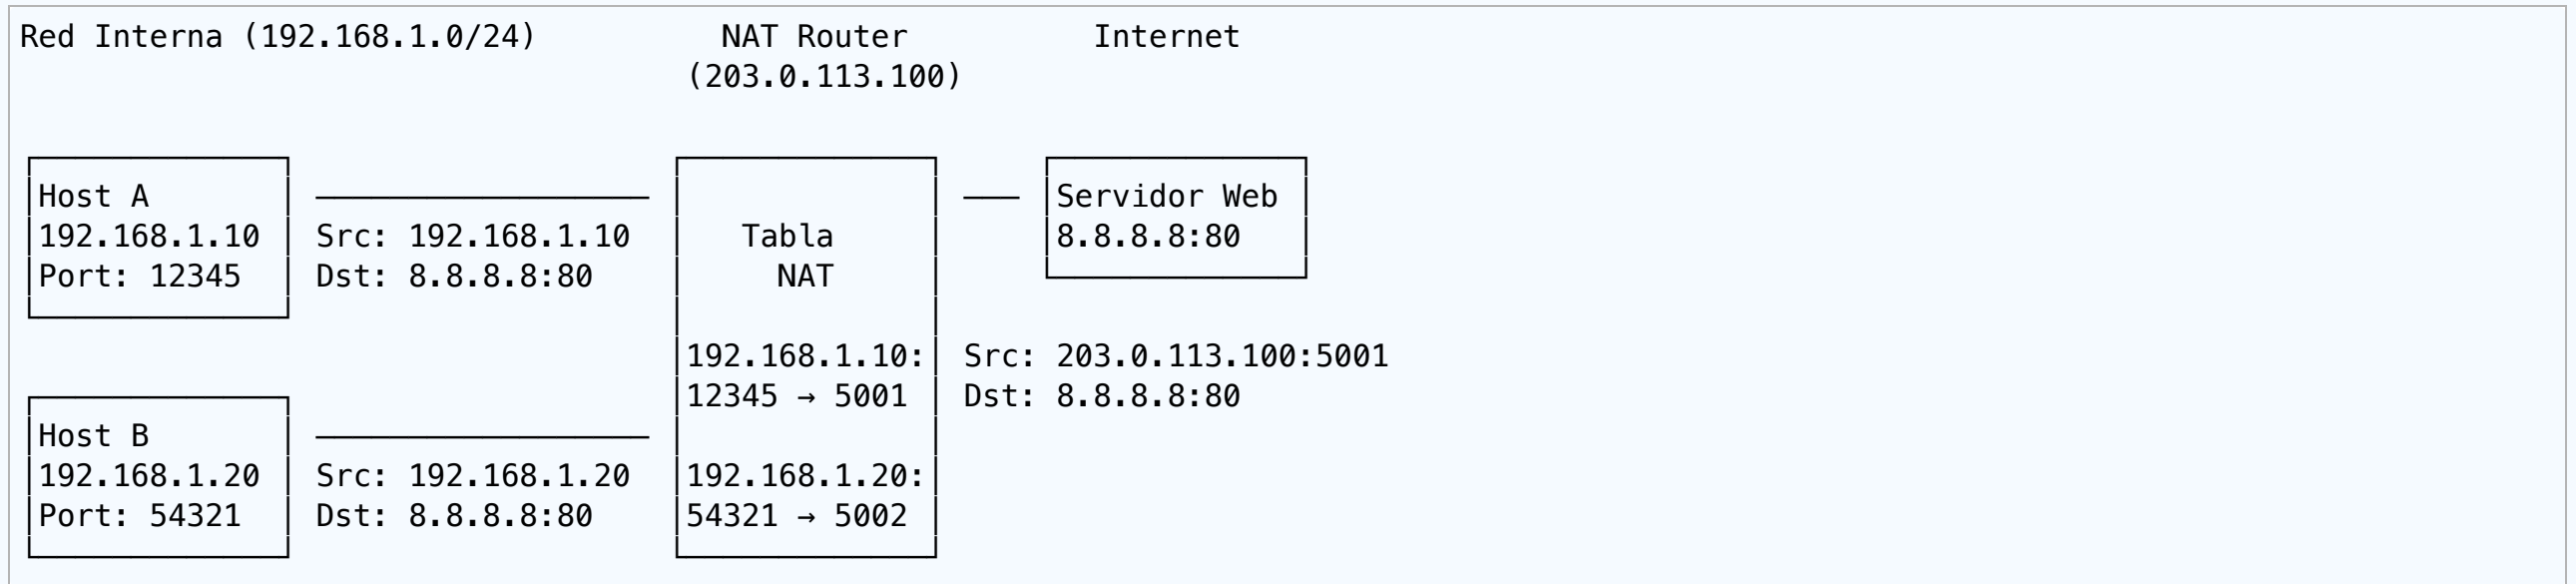 Red Interna (192.168.1.0/24) NAT Router Internet
(203.0.113.100)
Host A Servidor Web
192.168.1.10 Src: 192.168.1.10 Tabla 8.8.8.8:80
Port: 12345 Dst: 8.8.8.8:80 NAT
192.168.1.10: Src: 203.0.113.100:5001
12345 → 5001 Dst: 8.8.8.8:80
Host B
192.168.1.20 Src: 192.168.1.20 192.168.1.20:
Port: 54321 Dst: 8.8.8.8:80 54321 → 5002